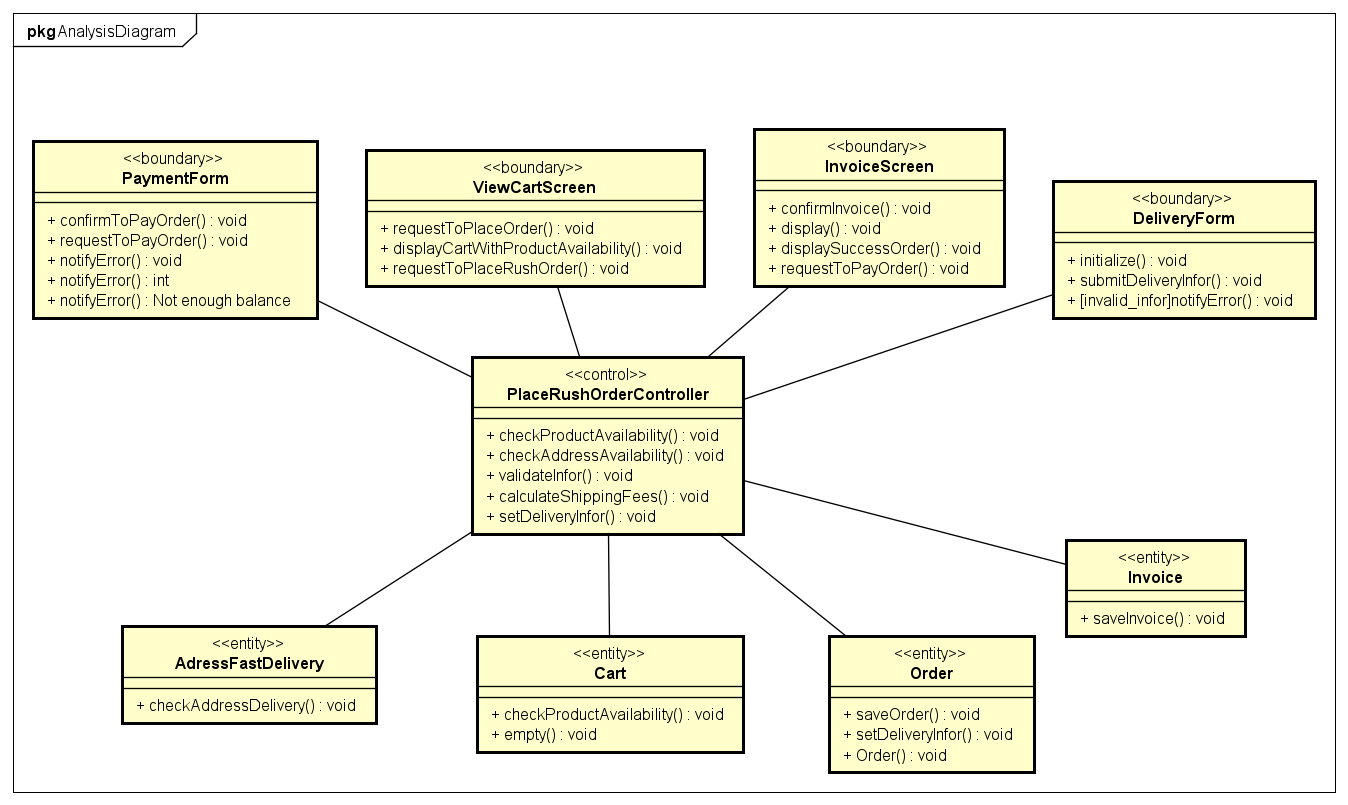 pkg AnalysisDiagram
<<boundary>>
PaymentForm
+ confirmToPayOrder() : void
+ requestToPayOrder() : void
+ notifyError() : void
+ notifyError() : int
+ notifyError() : Not enough balance
<<boundary>>
ViewCartScreen
+ requestToPlaceOrder() : void
+ displayCartWithProductAvailability() : void
+ requestToPlaceRushOrder() : void
<<boundary>>
InvoiceScreen
+ confirmInvoice() : void
+ display() : void
+ displaySuccessOrder() : void
+ requestToPayOrder() : void
<<boundary>>
DeliveryForm
+ initialize() : void
+ submitDeliveryInfor() : void
+ [invalid_infor]notifyError() : void
<<control>>
PlaceRushOrderController
+ checkProductAvailability() : void
+ checkAddressAvailability() : void
+ validateInfor() : void
+ calculateShippingFees() : void
+ setDeliveryInfor() : void
<<entity>>
Invoice
+ saveInvoice() : void
<<entity>>
AdressFastDelivery
+ checkAddressDelivery() : void
<<entity>>
Cart
+ checkProductAvailability() : void
+ empty() : void
<<entity>>
Order
+ saveOrder() : void
+ setDeliveryInfor() : void
+ Order() : void